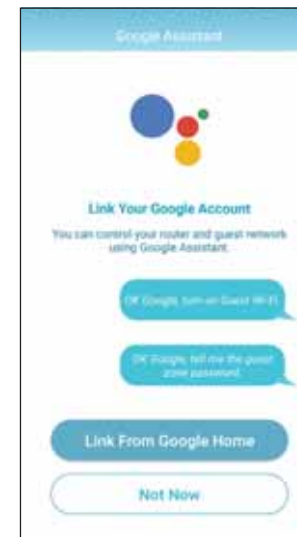 Google Assistant
Link Your Google Account
You can control your router and guest network
using Google Assistant.
OK Google, turn on Guest Wi-Fi
OK Google, tell me the guest
zone password
Link From Google Home
Not Now